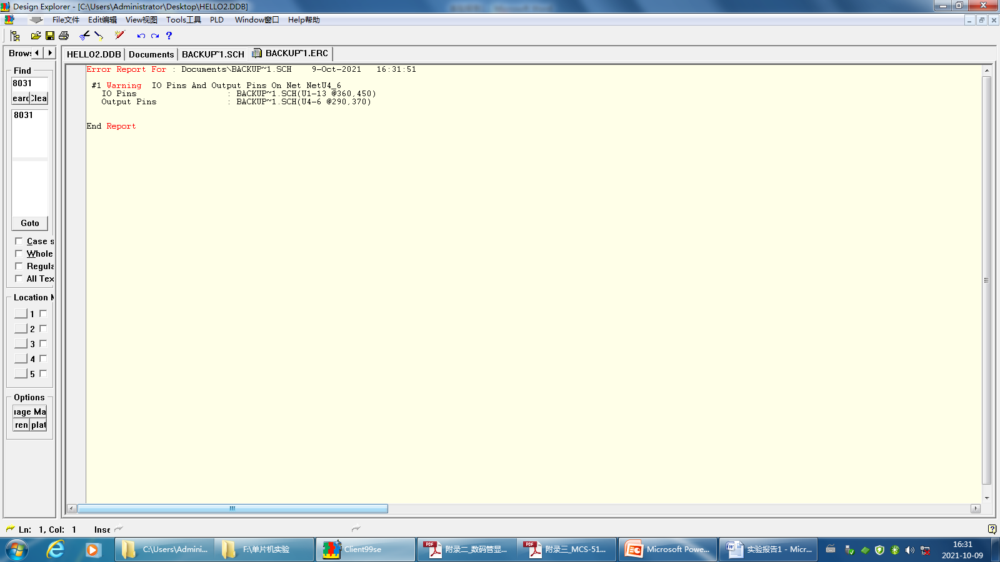 Design Explorer - [C:\Users\Administrator\Desktop\HELLO2.DDB]
File文件 Edit编辑 View视图 Tools工具 PLD Window窗口 Help帮助
Brows
HELLO2.DDB Documents BACKUP~1.SCH BACKUP~1.ERC
Find
8031
earc Clea
8031
Goto
Case s
Whole
Regula
All Tex
Location
1
2
3
4
5
Options
age Ma
ren plat
Error Report For : Documents\BACKUP~1.SCH 9-Oct-2021 16:31:51
#1 Warning IO Pins And Output Pins On Net NetU4_6
IO Pins : BACKUP~1.SCH(U1-13 @360,450)
Output Pins : BACKUP~1.SCH(U4-6 @290,370)
End Report
Ln: 1, Col: 1 Inse
C:\Users\Admini... F:\单片机实验 Client99se 附录二_数码管显... 附录三_MCS-51... Microsoft Powe... 实验报告1 - Micr...
16:31
2021-10-09